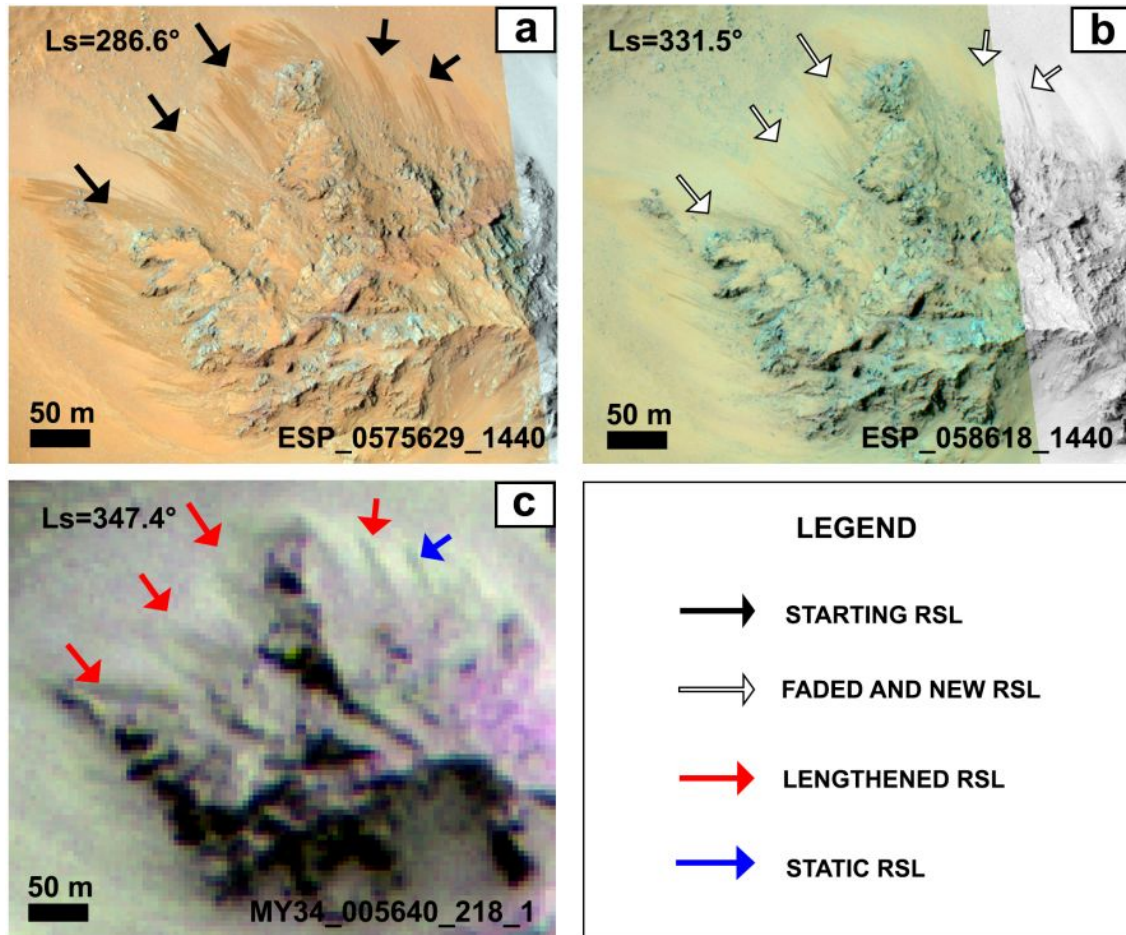 Ls=286.6°
a
50 m
ESP_0575629_1440
Ls=331.5°
b
50 m
ESP_058618_1440
Ls=347.4°
c
50 m
MY34_005640_218_1
LEGEND
STARTING RSL
FADED AND NEW RSL
LENGTHENED RSL
STATIC RSL